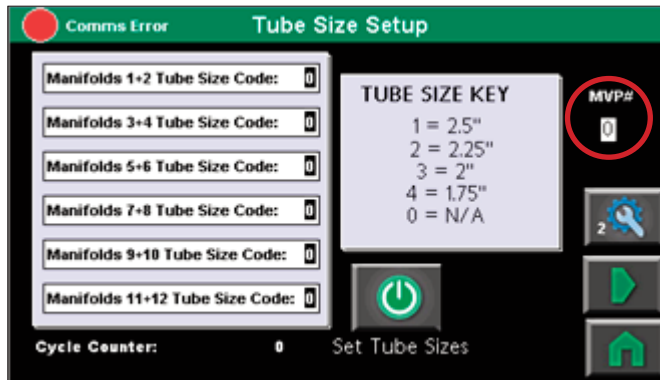 Comms Error
Tube Size Setup
Manifolds 1+2 Tube Size Code: 0
Manifolds 3+4 Tube Size Code: 0
Manifolds 5+6 Tube Size Code: 0
Manifolds 7+8 Tube Size Code: 0
Manifolds 9+10 Tube Size Code: 0
Manifolds 11+12 Tube Size Code: 0
TUBE SIZE KEY
1 = 2.5"
2 = 2.25"
3 = 2"
4 = 1.75"
0 = N/A
MVP#
0
2
Cycle Counter: 0
Set Tube Sizes